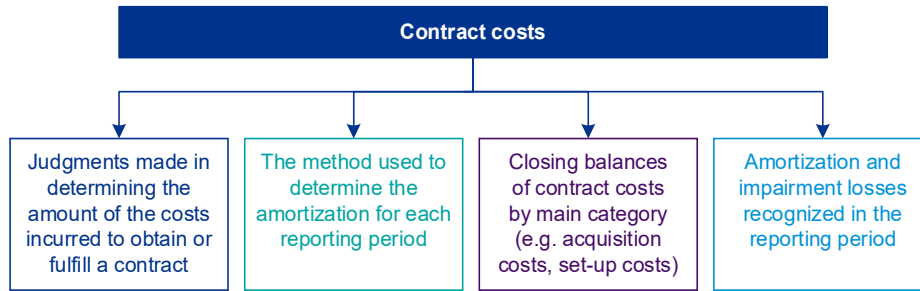 Contract costs
Judgments made in
determining the
amount of the costs
incurred to obtain or
fulfill a contract
The method used to
determine the
amortization for each
reporting period
Closing balances
of contract costs
by main category
(e.g. acquisition
costs, set-up costs)
Amortization and
impairment losses
recognized in the
reporting period